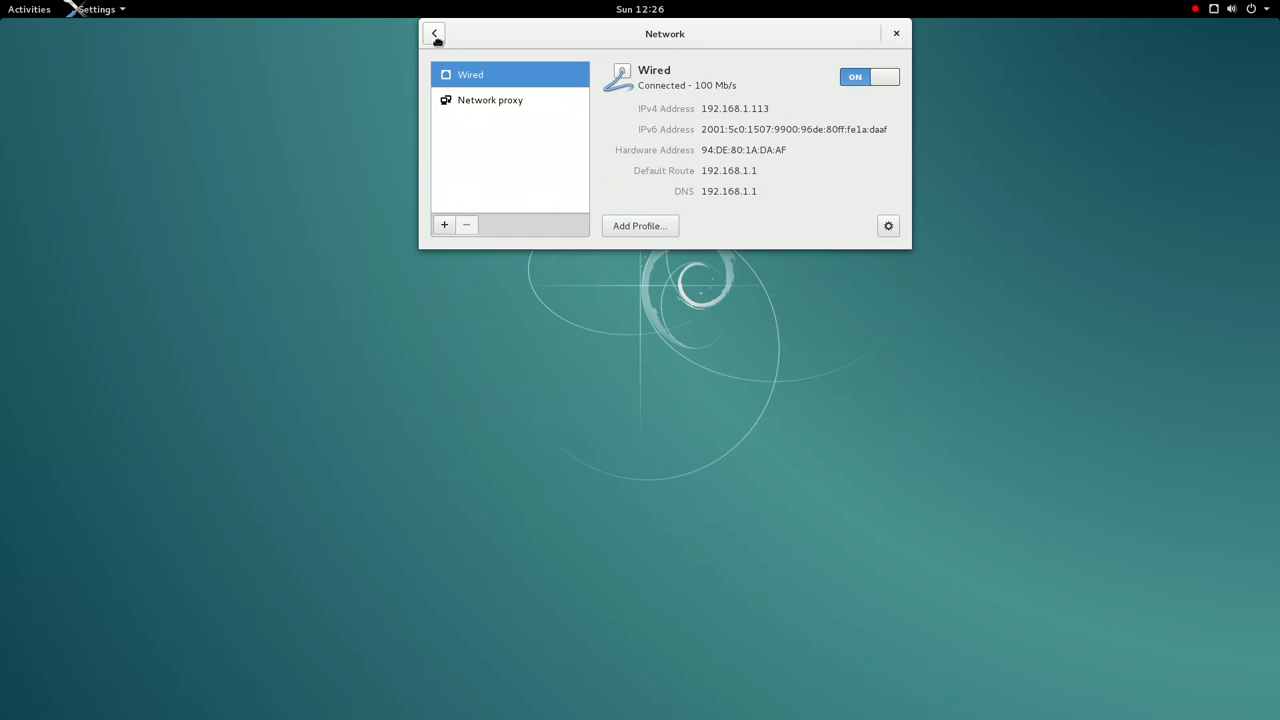 Activities Settings Sun 12:26
Network
Wired
Network proxy
Wired
Connected - 100 Mb/s
ON
IPv4 Address 192.168.1.113
IPv6 Address 2001:5c0:1507:9900:96de:80ff:fe1a:daaf
Hardware Address 94:DE:80:1A:DA:AF
Default Route 192.168.1.1
DNS 192.168.1.1
Add Profile...